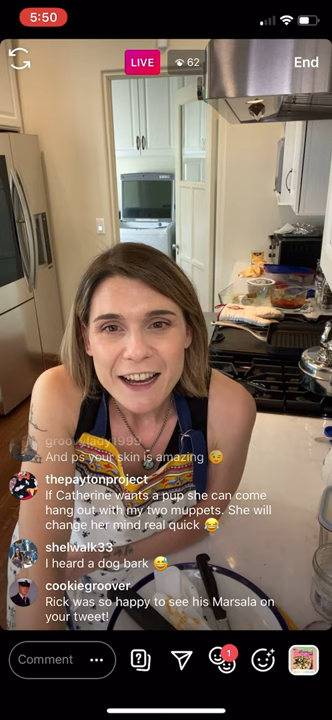 5:50
LIVE
62
End
groovylady1999
And ps your skin is amazing 😇
thepaytonproject
If Catherine wants a pup she can come
hang out with my two muppets. She will
change her mind real quick 😂
shelwalk33
I heard a dog bark 😅
cookiegroover
Rick was so happy to see his Marsala on
your tweet!
Comment
1